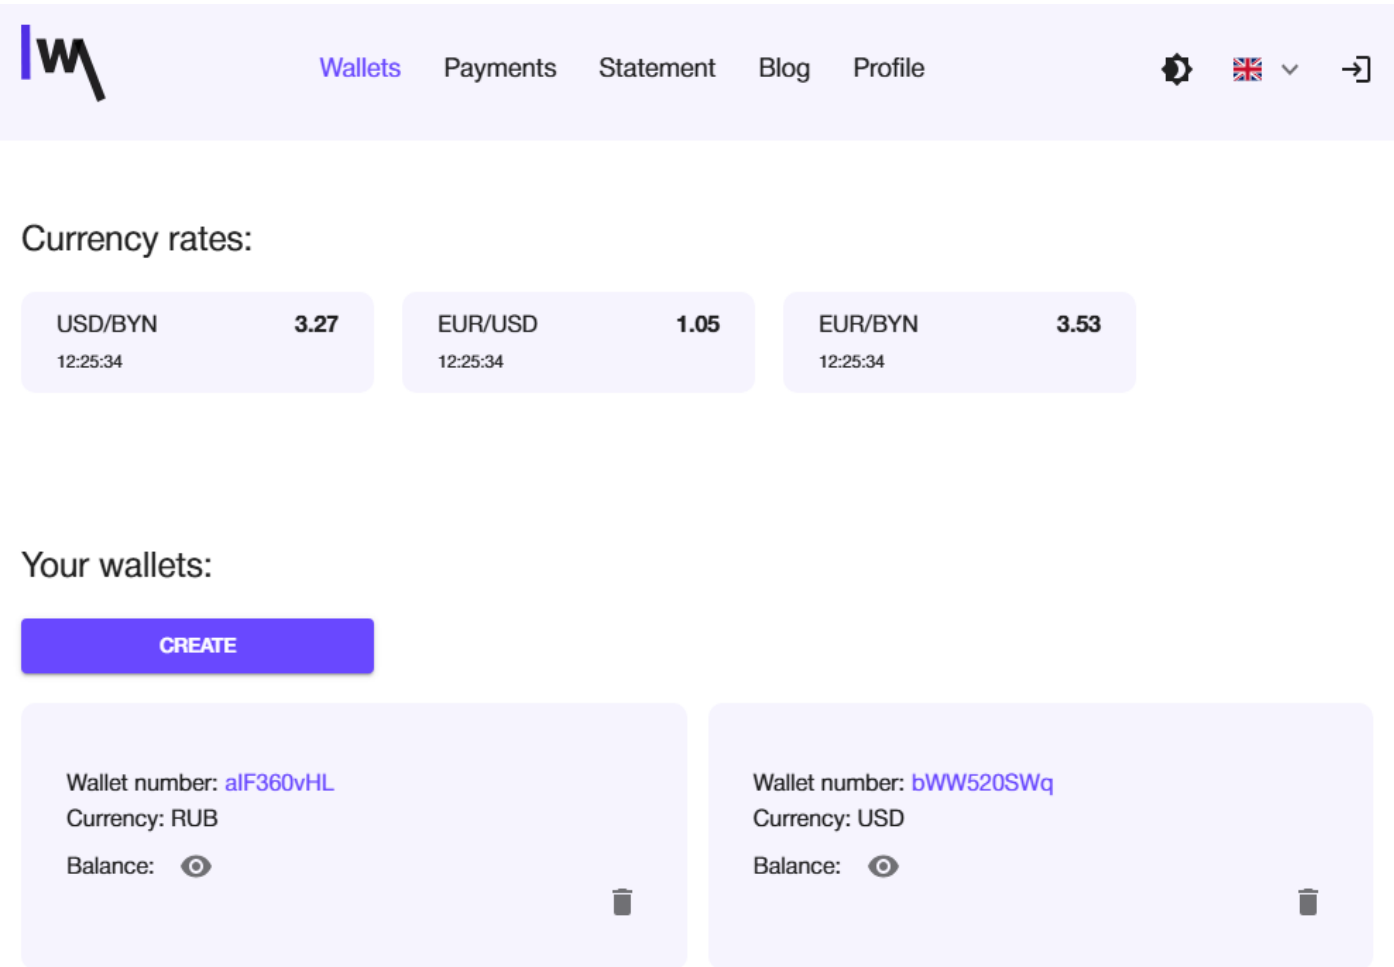 W
Wallets Payments Statement Blog Profile
Currency rates:
USD/BYN 3.27
12:25:34
EUR/USD 1.05
12:25:34
EUR/BYN 3.53
12:25:34
Your wallets:
CREATE
Wallet number: aIF360vHL
Currency: RUB
Balance:
Wallet number: bWW520SWq
Currency: USD
Balance: